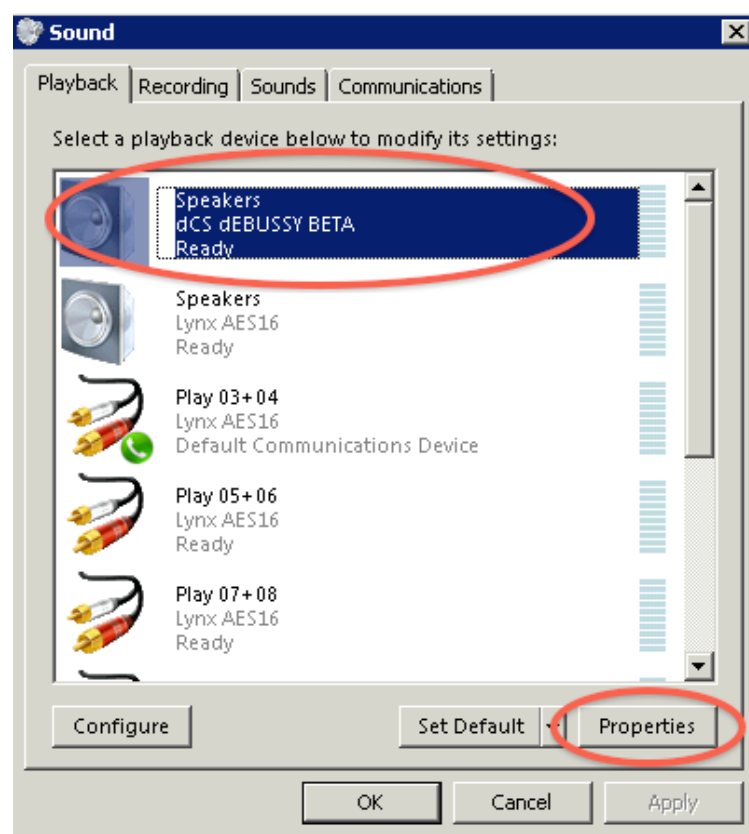 Sound
Playback Recording Sounds Communications
Select a playback device below to modify its settings:
Speakers
dCS dEBUSSY BETA
Ready
Speakers
Lynx AES16
Ready
Play 03+04
Lynx AES16
Default Communications Device
Play 05+06
Lynx AES16
Ready
Play 07+08
Lynx AES16
Ready
Configure Set Default Properties
OK Cancel Apply